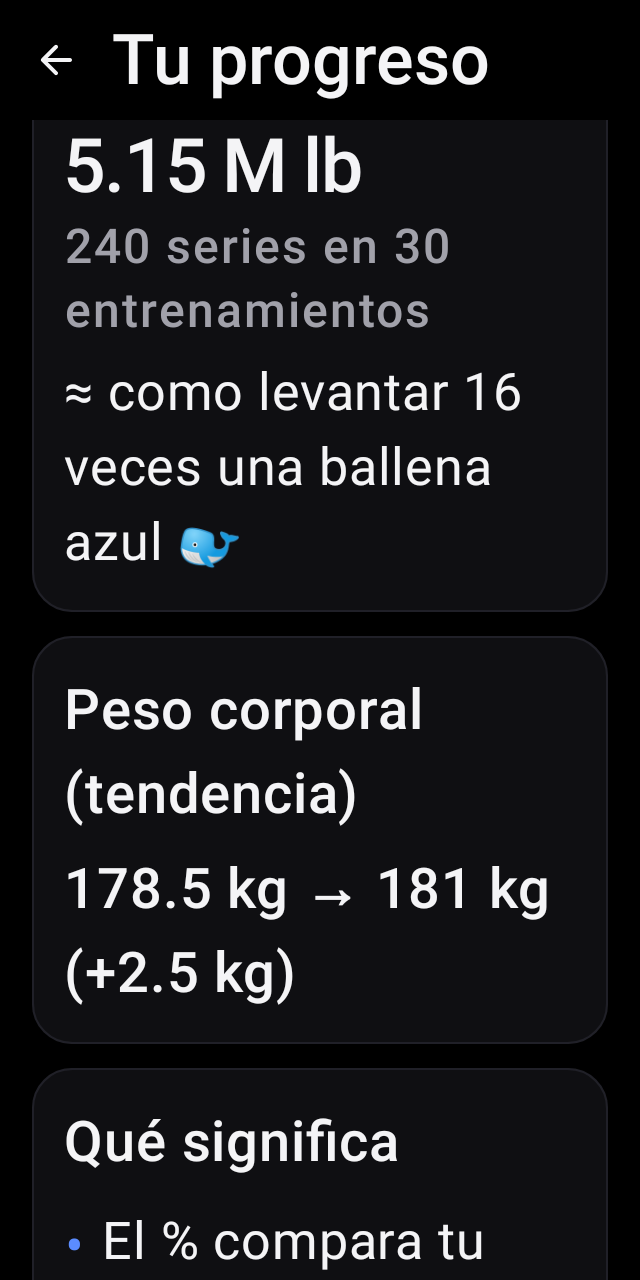 Tu progreso
5.15 M lb
240 series en 30
entrenamientos
≈ como levantar 16
veces una ballena
azul 🐳
Peso corporal
(tendencia)
178.5 kg → 181 kg
(+2.5 kg)
Qué significa
• El % compara tu